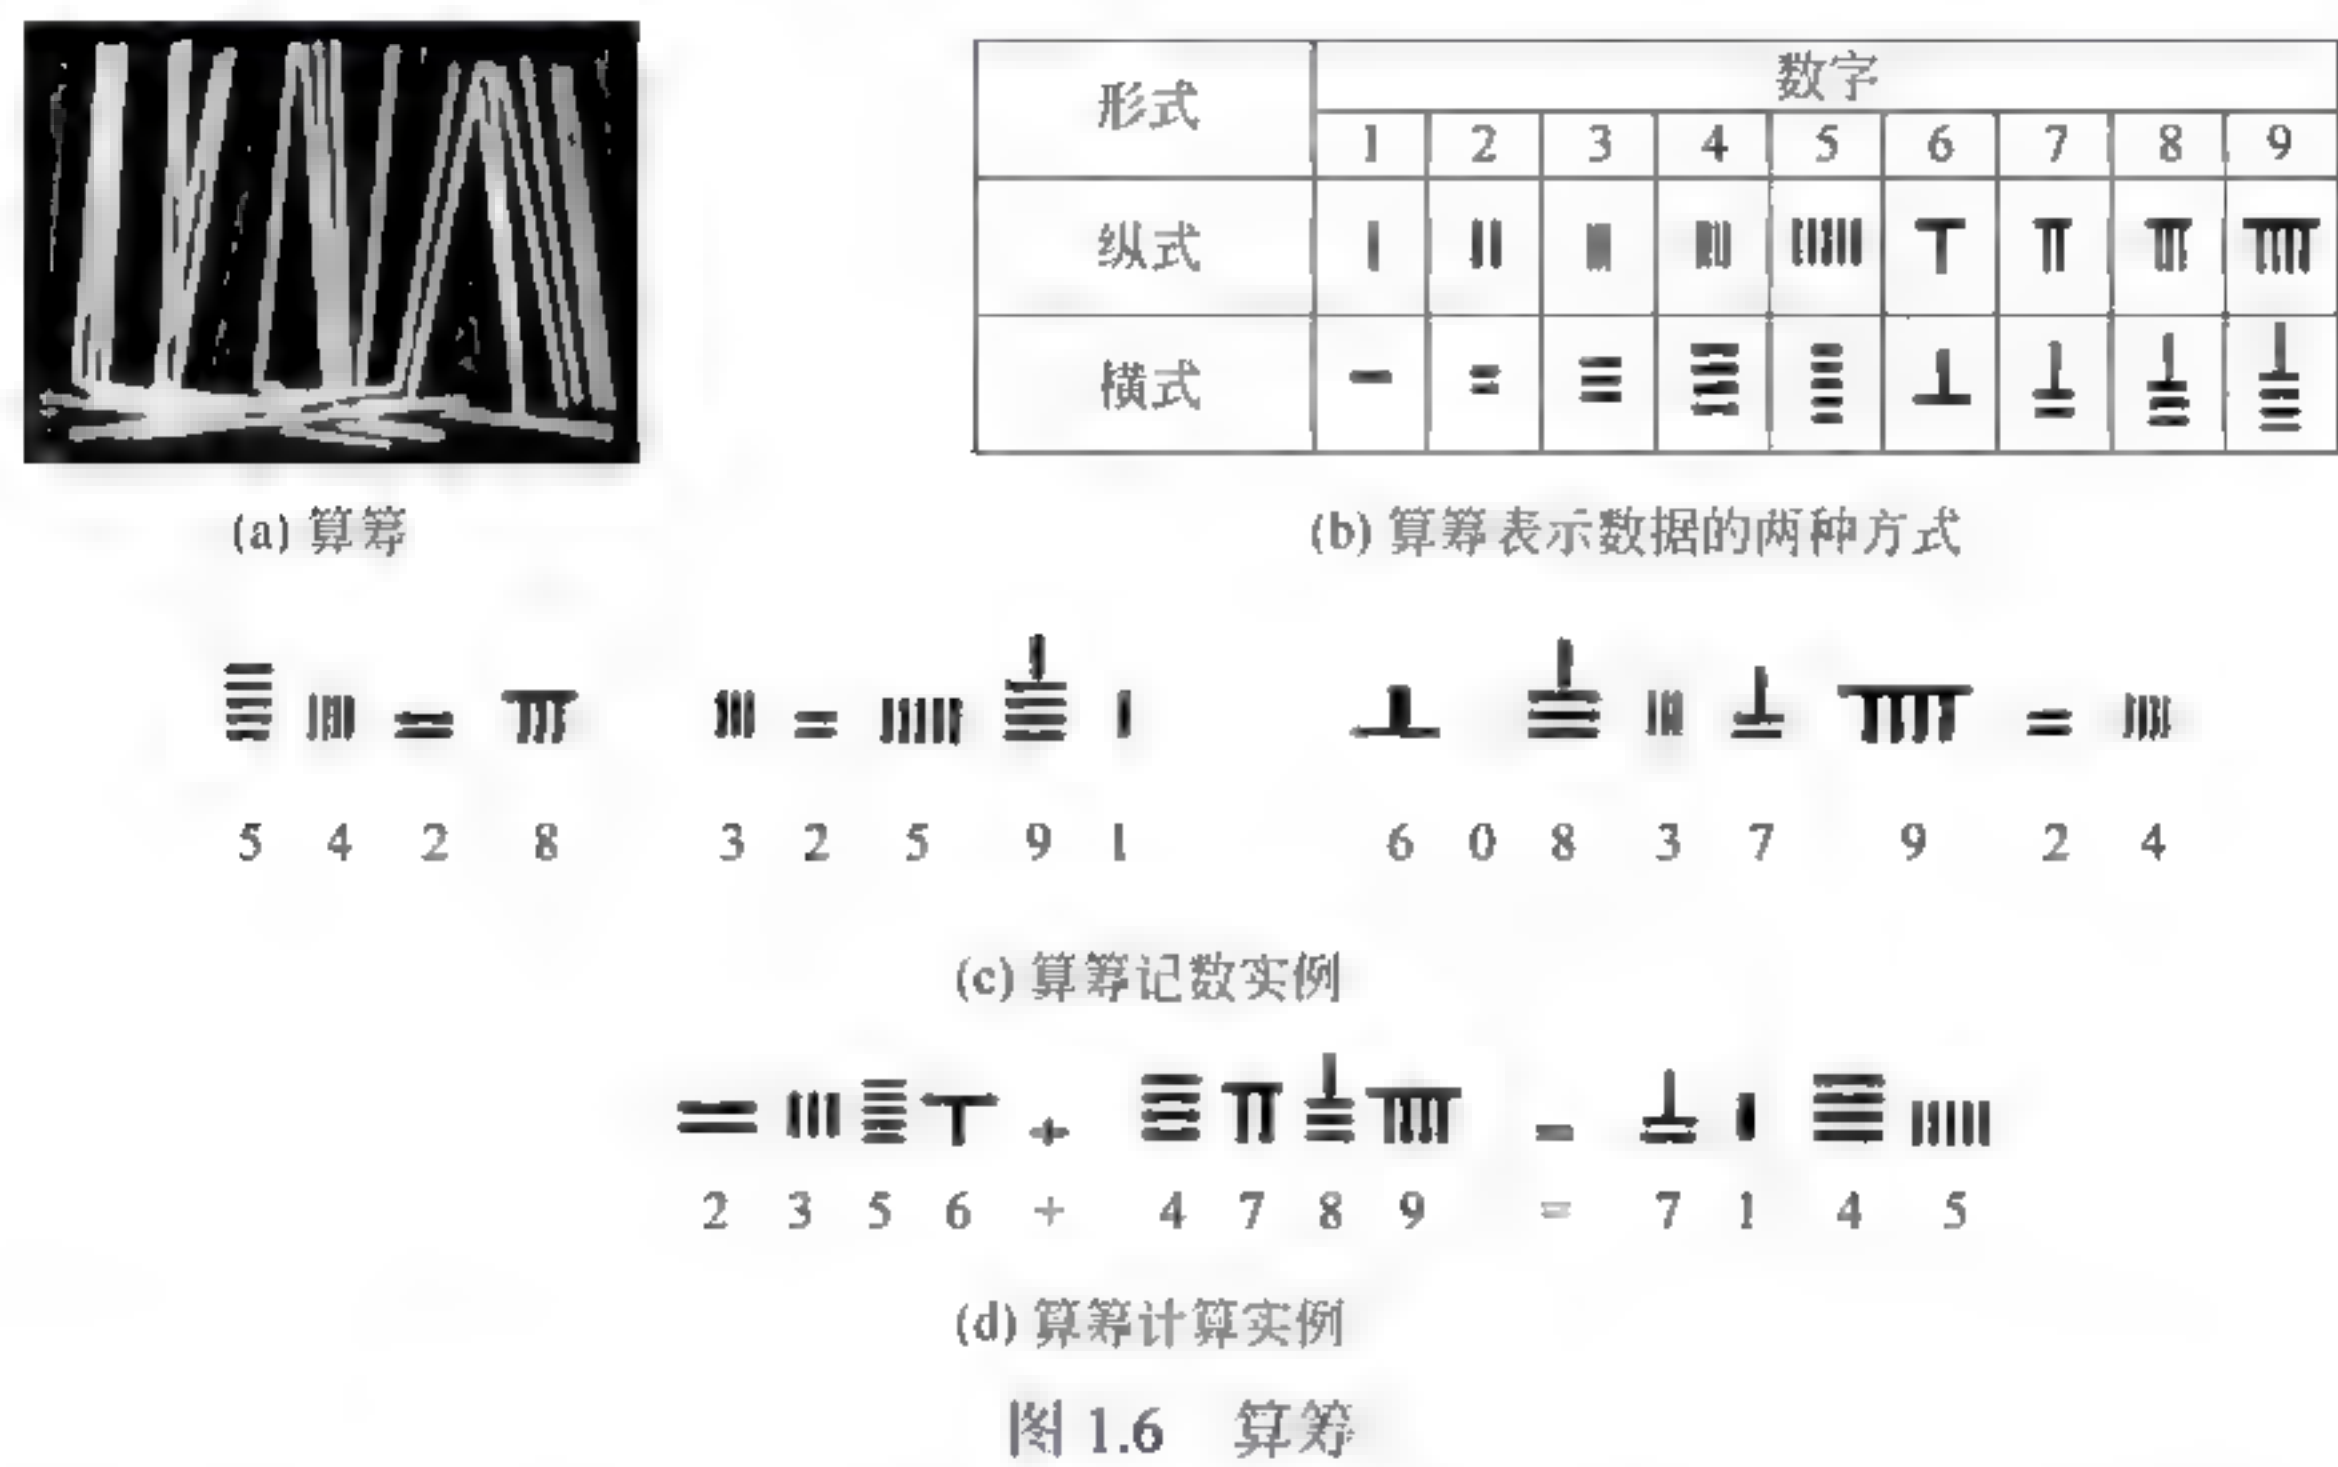 形式 数字
1 2 3 4 5 6 7 8 9
纵式
横式
(a) 算筹
(b) 算筹表示数据的两种方式
5 4 2 8 3 2 5 9 1 6 0 8 3 7 9 2 4
(c) 算筹记数实例
2 3 5 6 + 4 7 8 9 = 7 1 4 5
(d) 算筹计算实例
图 1.6 算筹